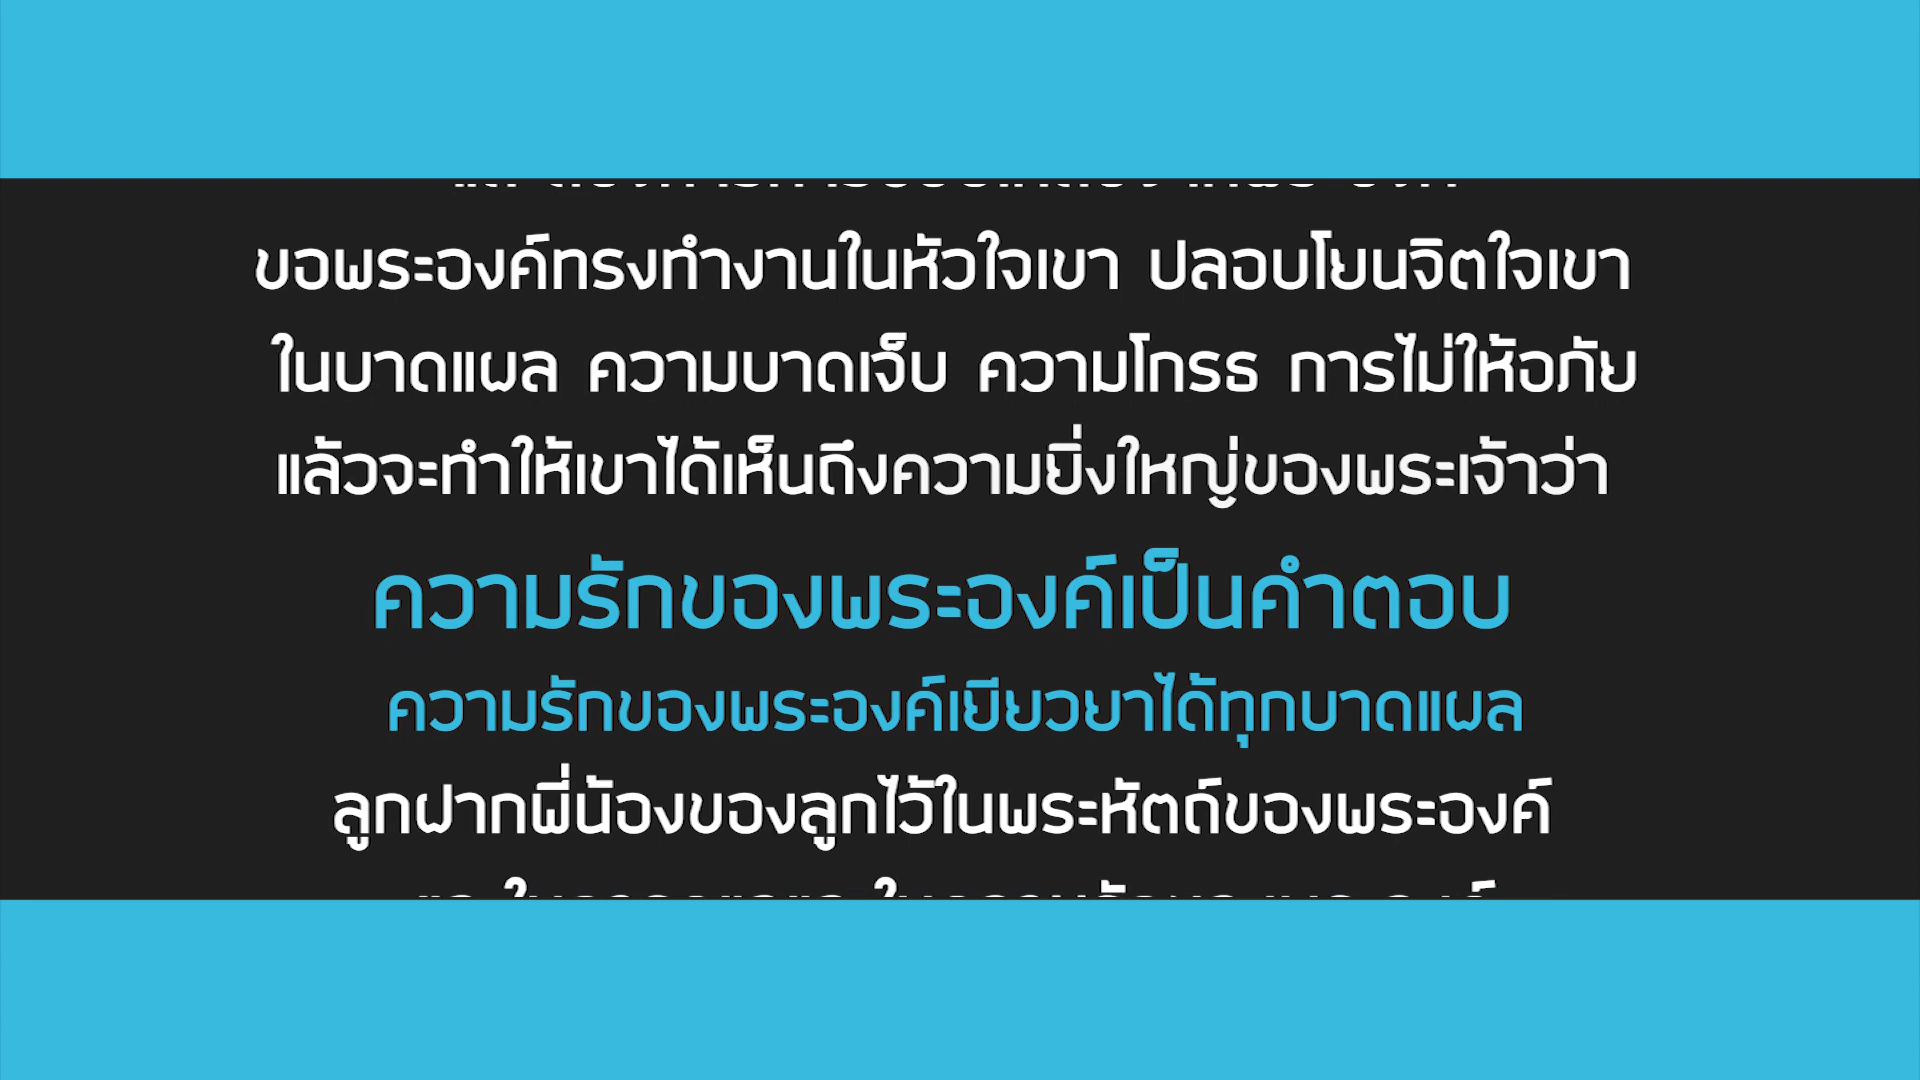 ขอพระองค์ทรงทำงานในหัวใจเขา ปลอบโยนจิตใจเขา
ในบาดแผล ความบาดเจ็บ ความโกรธ การไม่ให้อภัย
แล้วจะทำให้เขาได้เห็นถึงความยิ่งใหญ่ของพระเจ้าว่า
ความรักของพระองค์เป็นคำตอบ
ความรักของพระองค์เยียวยาได้ทุกบาดแผล
ลูกฝากพี่น้องของลูกไว้ในพระหัตถ์ของพระองค์